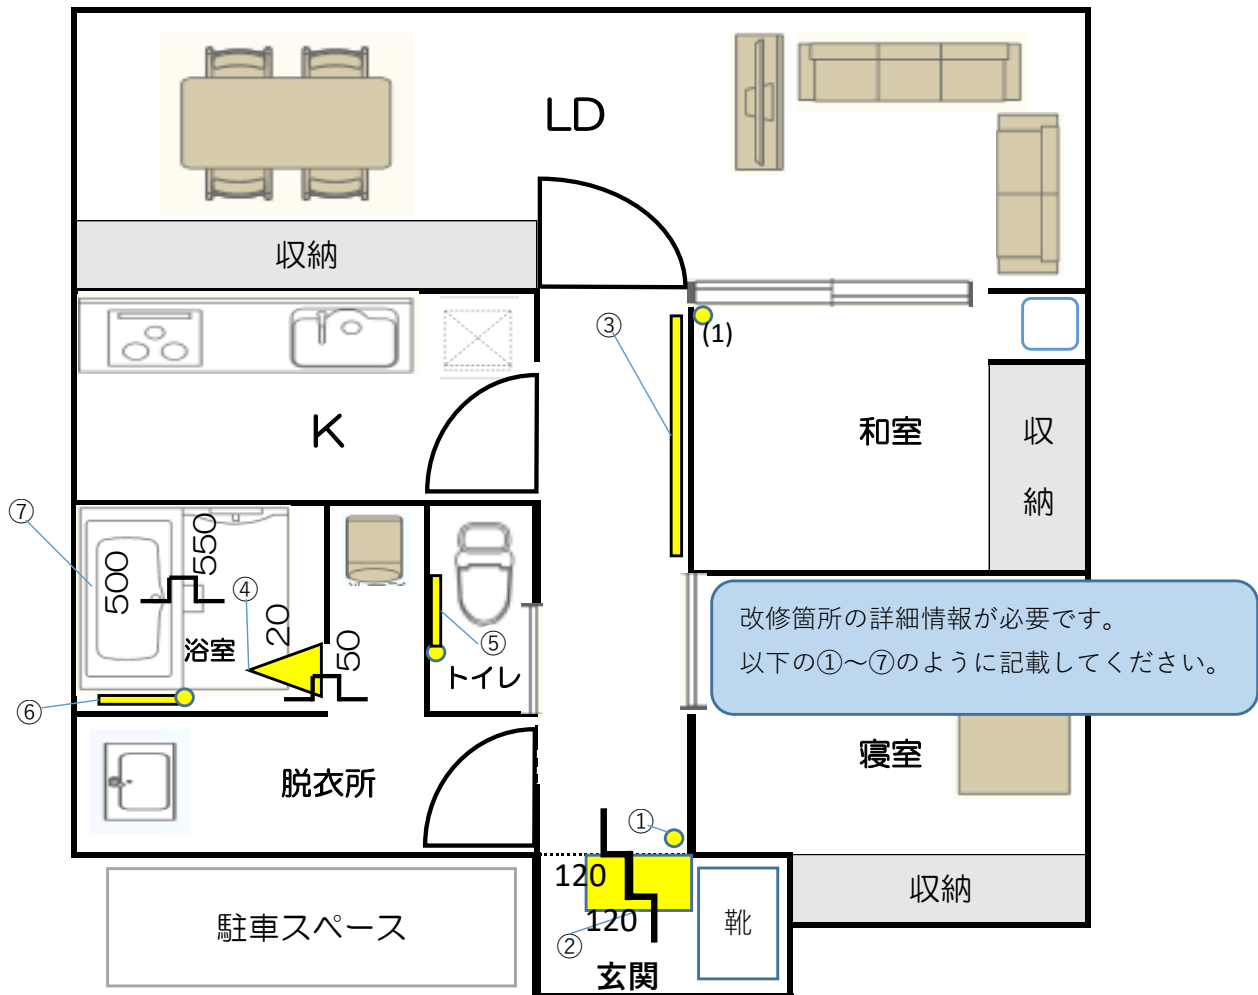 LD
収納
③
(1)
K
和室
収
納
⑦
500
550
④
20
50
浴室
⑤
トイレ
⑥
改修箇所の詳細情報が必要です。
以下の①～⑦のように記載してください。
脱衣所
寝室
①
120
120
②
玄関
靴
収納
駐車スペース